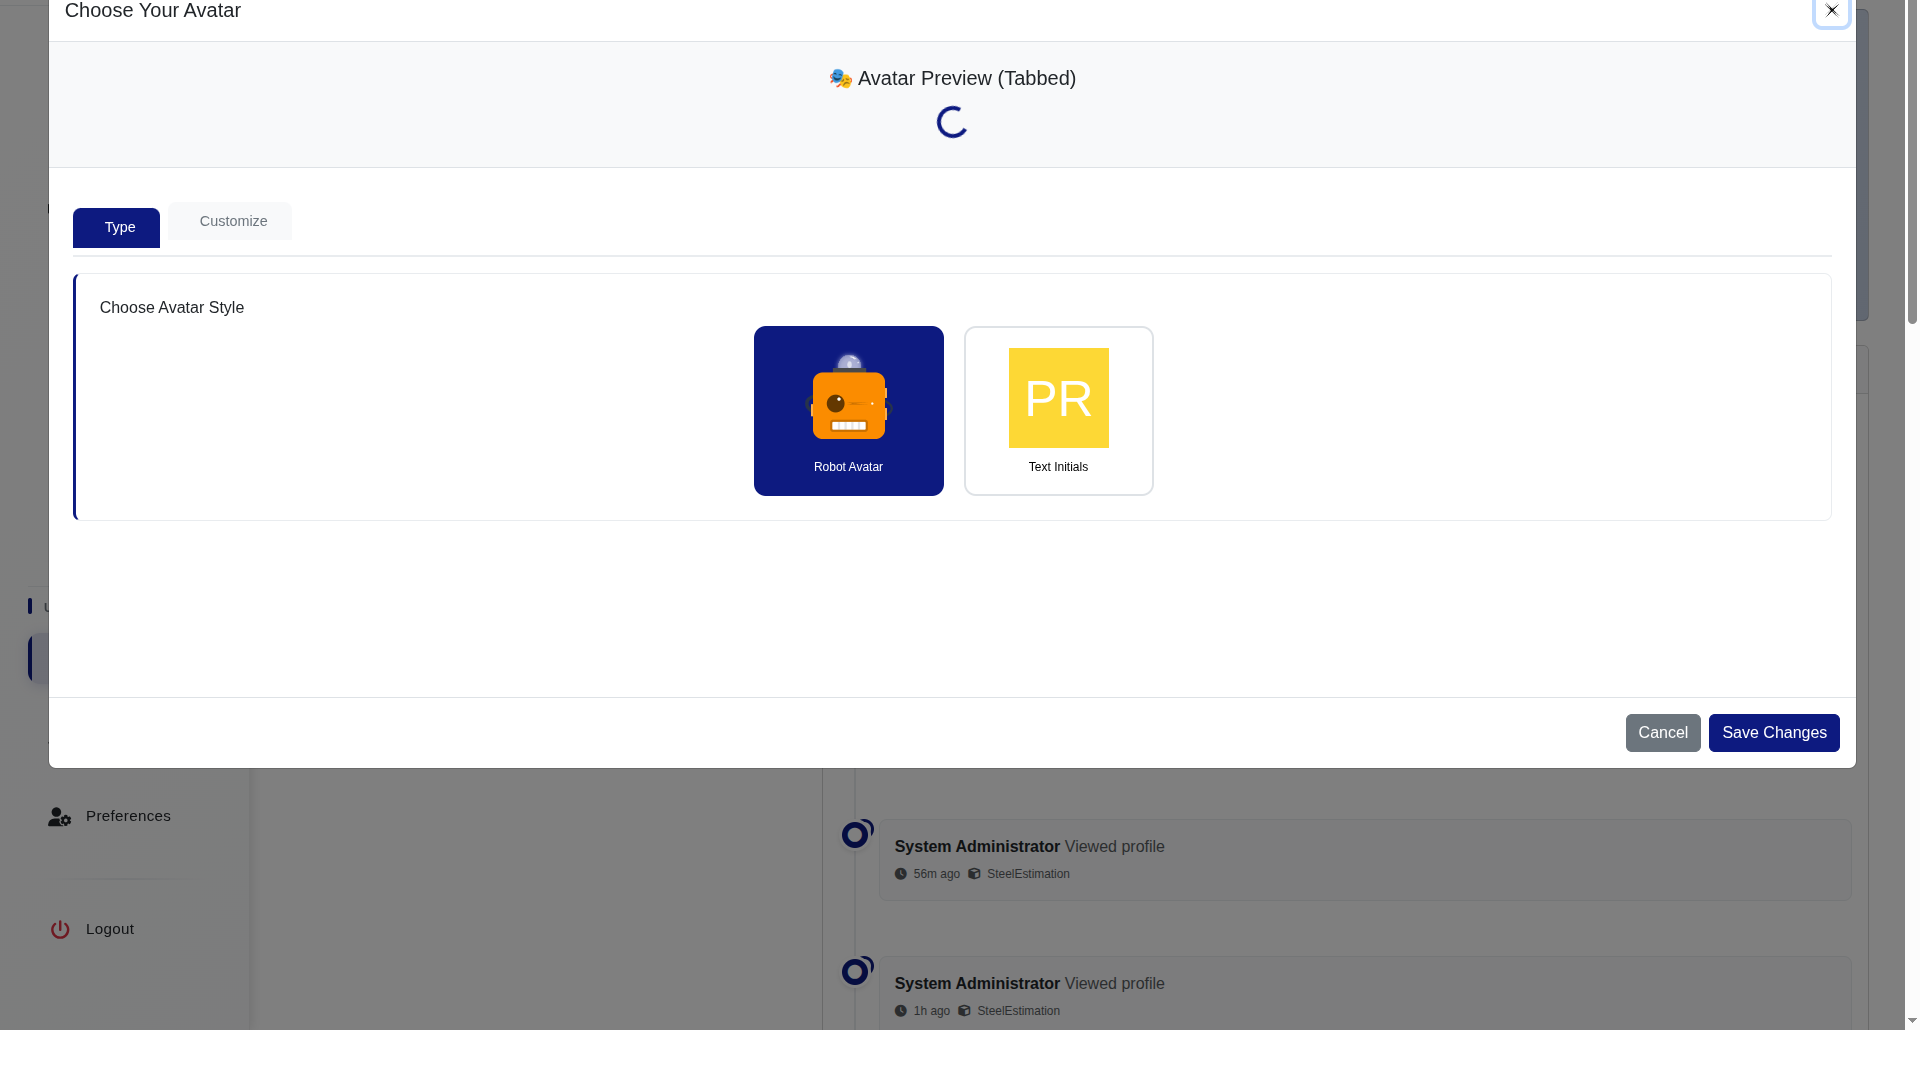 Choose Your Avatar
🎭 Avatar Preview (Tabbed)
Type
Customize
Choose Avatar Style
PR
Robot Avatar
Text Initials
Cancel
Save Changes
Preferences
System Administrator Viewed profile
56m ago SteelEstimation
Logout
System Administrator Viewed profile
1h ago SteelEstimation